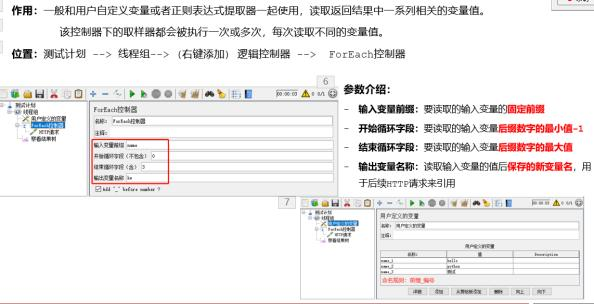 作用：一般和用户自定义变量或者正则表达式提取器一起使用，读取返回结果中一系列相关的变量值。
该控制器下的取样器都会被执行一次或多次，每次读取不同的变量值。
位置：测试计划 --> 线程组--> （右键添加） 逻辑控制器 --> ForEach控制器
6
00:00:03 0 0/1
测试计划
线程组
用户定义的变量
ForEach控制器
HTTP请求
察看结果树
ForEach控制器
名称： ForEach控制器
注释：
输入变量前缀 name
开始循环字段（不包含） 0
结束循环字段（含） 3
输出变量名称 kw
Add "_" before number ?
参数介绍：
- 输入变量前缀：要读取的输入变量的固定前缀
- 开始循环字段：要读取的输入变量后缀数字的最小值-1
- 结束循环字段：要读取的输入变量后缀数字的最大值
- 输出变量名称：读取输入变量的值后保存的新变量名，用
于后续HTTP请求来引用
7
00:00:03 0 0/1
测试计划
线程组
用户定义的变量
ForEach控制器
HTTP请求
察看结果树
用户定义的变量
名称： 用户定义的变量
注释：
用户定义的变量
名称: 值 Description
name_1 hello
name_2 python
name_3 测试
命名规则：前缀_编号
详细 添加 从剪贴板添加 删除 向上 向下